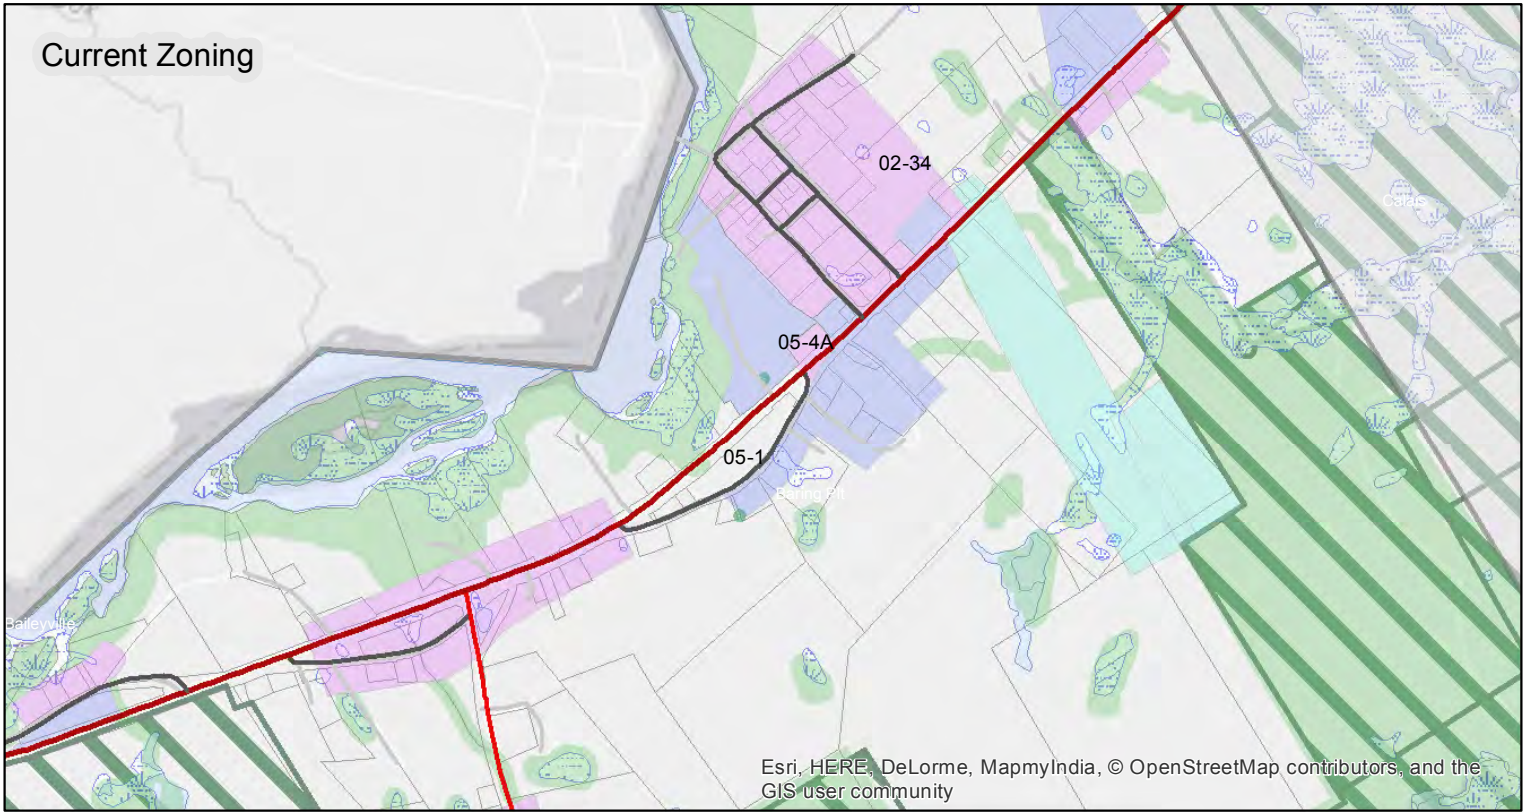 Current Zoning
02-34
Calais
05-4A
05-1
Baring Plt
Baileyville
Esri, HERE, DeLorme, MapmyIndia, © OpenStreetMap contributors, and the
GIS user community